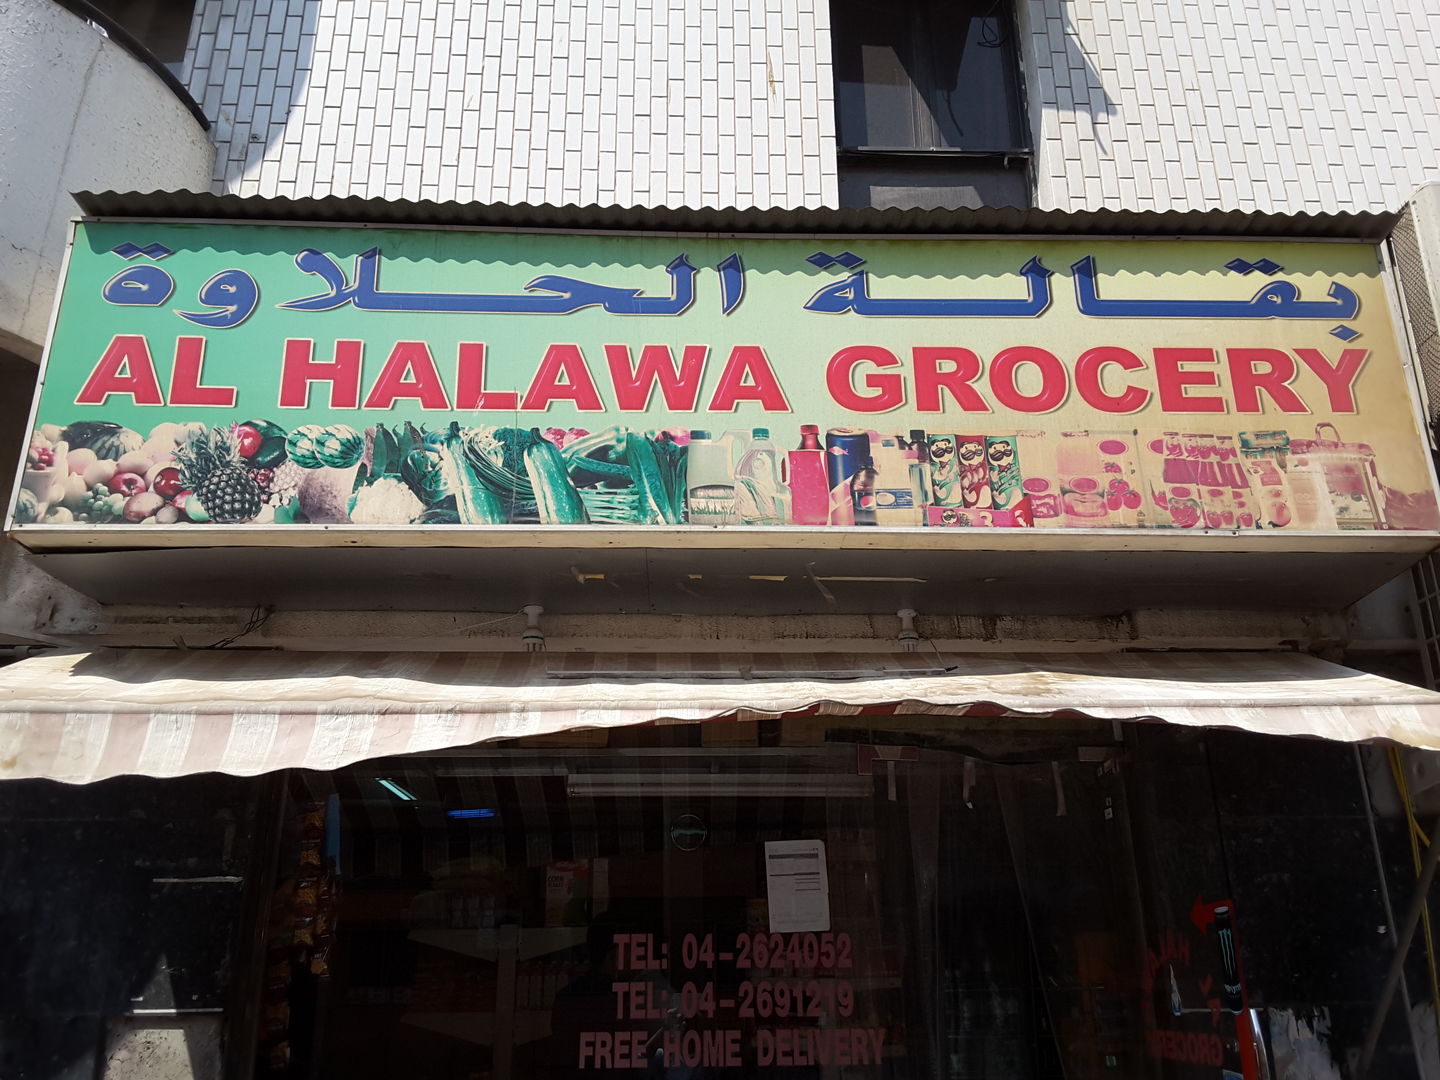 بقالة الحلاوة
AL HALAWA GROCERY
TEL: 04-2624052
TEL: 04-2691219
FREE HOME DELIVERY